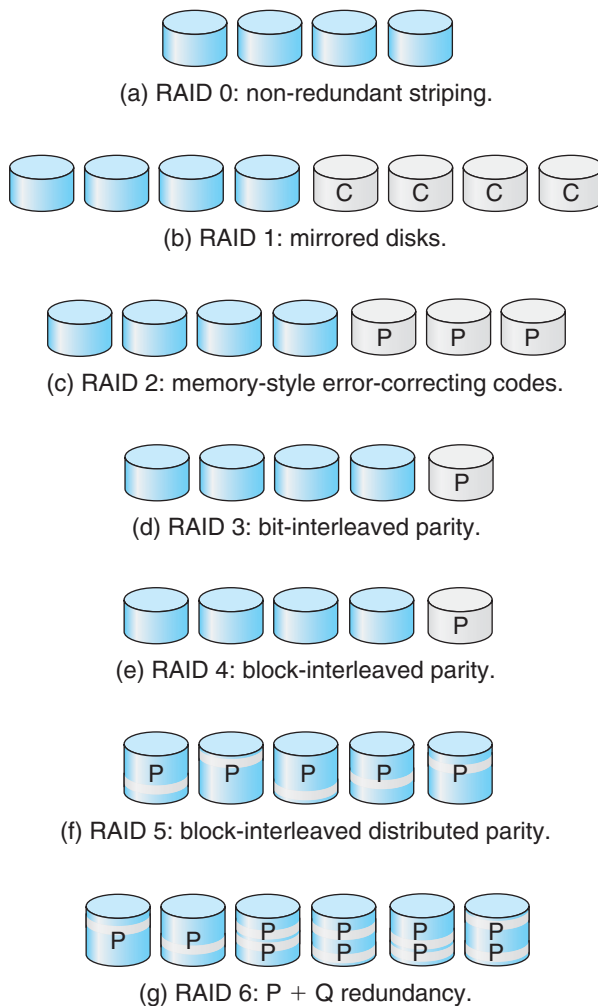 (a) RAID 0: non-redundant striping.
C C C C
(b) RAID 1: mirrored disks.
P P P
(c) RAID 2: memory-style error-correcting codes.
P
(d) RAID 3: bit-interleaved parity.
P
(e) RAID 4: block-interleaved parity.
P P P P P
(f) RAID 5: block-interleaved distributed parity.
P P P P
P P P P P P
(g) RAID 6: P + Q redundancy.